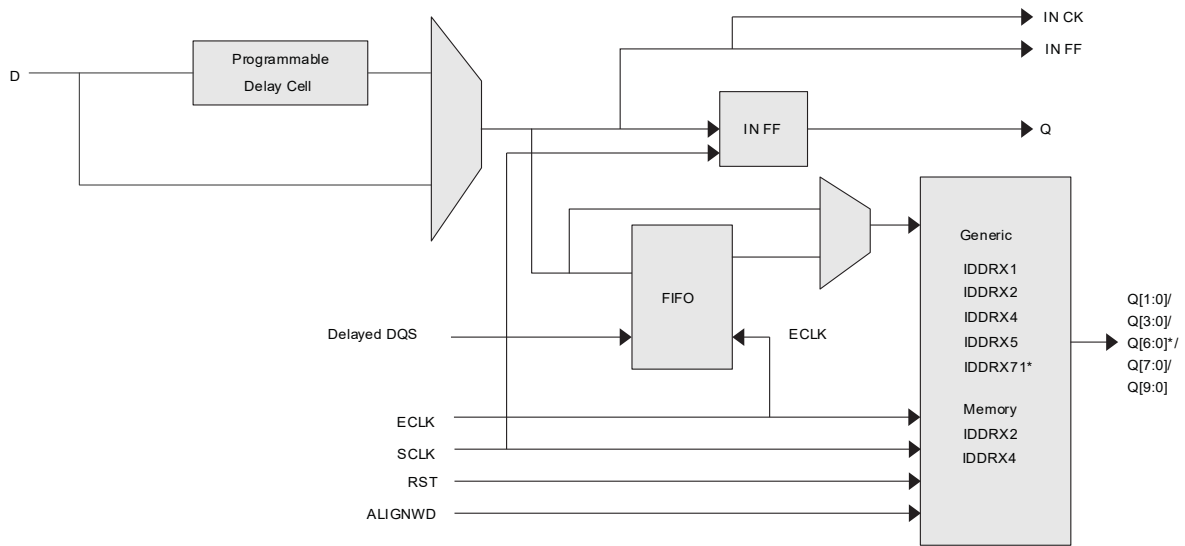 IN CK
IN FF
D
Programmable
Delay Cell
IN FF
Q
Generic
IDDRX1
IDDRX2
IDDRX4
IDDRX5
IDDRX71*
Memory
IDDRX2
IDDRX4
FIFO
Delayed DQS
ECLK
ECLK
SCLK
RST
ALIGNWD
Q[1:0]/
Q[3:0]/
Q[6:0]*/
Q[7:0]/
Q[9:0]